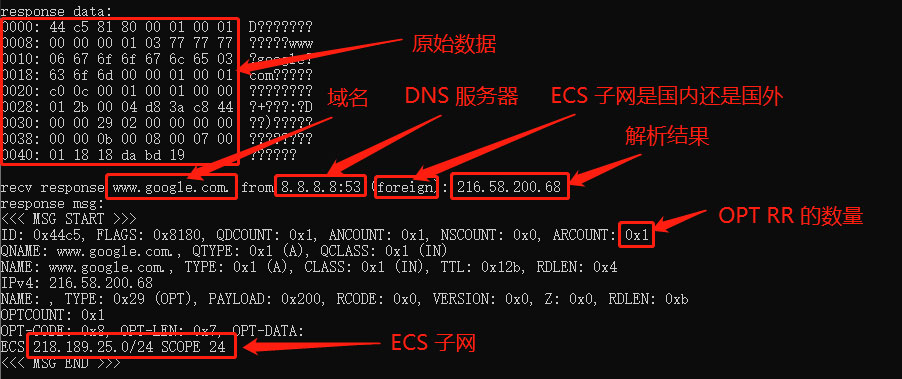 response data:
0000: 44 c5 81 80 00 01 00 01 D???????
0008: 00 00 00 01 03 77 77 77 ?????www
0010: 06 67 6f 6f 67 6c 65 03 ?google?
0018: 63 6f 6d 00 00 01 00 01 com?????
0020: c0 0c 00 01 00 01 00 00 ????????
0028: 01 2b 00 04 d8 3a c8 44 ?+???:?D
0030: 00 00 29 02 00 00 00 00 ??)?????
0038: 00 00 0b 00 08 00 07 00 ????????
0040: 01 18 18 da bd 19 ??????
原始数据
域名
DNS 服务器
ECS 子网是国内还是国外
解析结果
recv response www.google.com. from 8.8.8.8:53 (foreign): 216.58.200.68
response msg:
<<< MSG START >>>
OPT RR 的数量
ID: 0x44c5, FLAGS: 0x8180, QDCOUNT: 0x1, ANCOUNT: 0x1, NSCOUNT: 0x0, ARCOUNT: 0x1
QNAME: www.google.com., QTYPE: 0x1 (A), QCLASS: 0x1 (IN)
NAME: www.google.com., TYPE: 0x1 (A), CLASS: 0x1 (IN), TTL: 0x12b, RDLEN: 0x4
IPv4: 216.58.200.68
NAME: , TYPE: 0x29 (OPT), PAYLOAD: 0x200, RCODE: 0x0, VERSION: 0x0, Z: 0x0, RDLEN: 0xb
OPTCOUNT: 0x1
OPT-CODE: 0x8, OPT-LEN: 0x7, OPT-DATA:
ECS 218.189.25.0/24 SCOPE 24
ECS 子网
<<< MSG END >>>